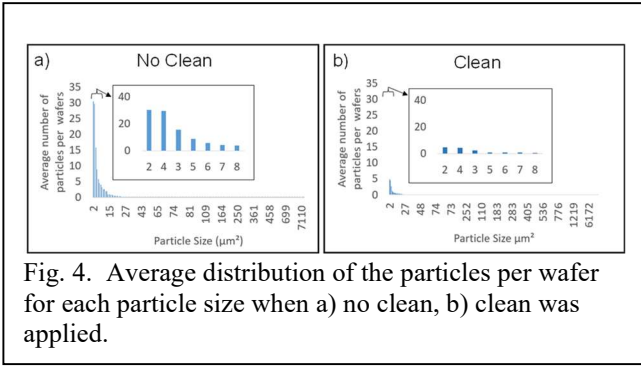 a)
No Clean
Average number of
particles per wafers
35
30
25
20
15
10
5
0
40
20
0
2 4 3 5 6 7 8
2 15 27 43 65 74 81 109 164 250 361 458 699 7110
Particle Size (µm²)
b)
Clean
Average number of
particles per wafers
35
30
25
20
15
10
5
0
40
20
0
2 4 3 5 6 7 8
2 27 48 74 73 252 110 183 283 405 536 776 1219 6172
Particle Size µm²
Fig. 4. Average distribution of the particles per wafer
for each particle size when a) no clean, b) clean was
applied.